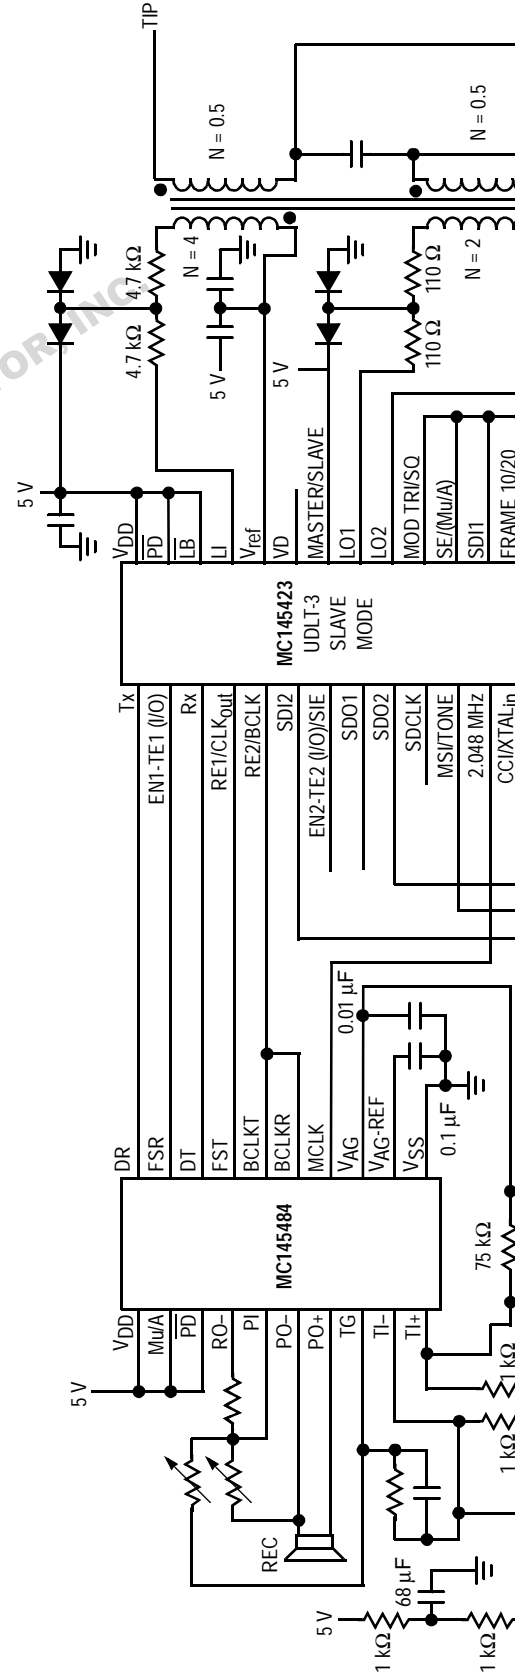 TIP
N = 0.5
N = 0.5
4.7 kΩ
4.7 kΩ
N = 4
5 V
5 V
110 Ω
110 Ω
N = 2
5 V
TOR, INC.
VDD
PD
LB
LI
Vref
VD
MASTER/SLAVE
LO1
LO2
MOD TRI/SQ
SE/(Mu/A)
SDI1
FRAME 10/20
MC145423
UDLT-3
SLAVE
MODE
Tx
EN1-TE1 (I/O)
Rx
RE1/CLKout
RE2/BCLK
SDI2
EN2-TE2 (I/O)/SIE
SDO1
SDO2
SDCLK
MSI/TONE
2.048 MHz
CCI/XTALin
0.01 µF
0.1 µF
DR
FSR
DT
FST
BCLKT
BCLKR
MCLK
VAG
VAG-REF
VSS
MC145484
75 kΩ
VDD
Mu/A
PD
RO–
PI
PO–
PO+
TG
TI–
TI+
5 V
1 kΩ
1 kΩ
REC
68 µF
5 V
1 kΩ
1 kΩ